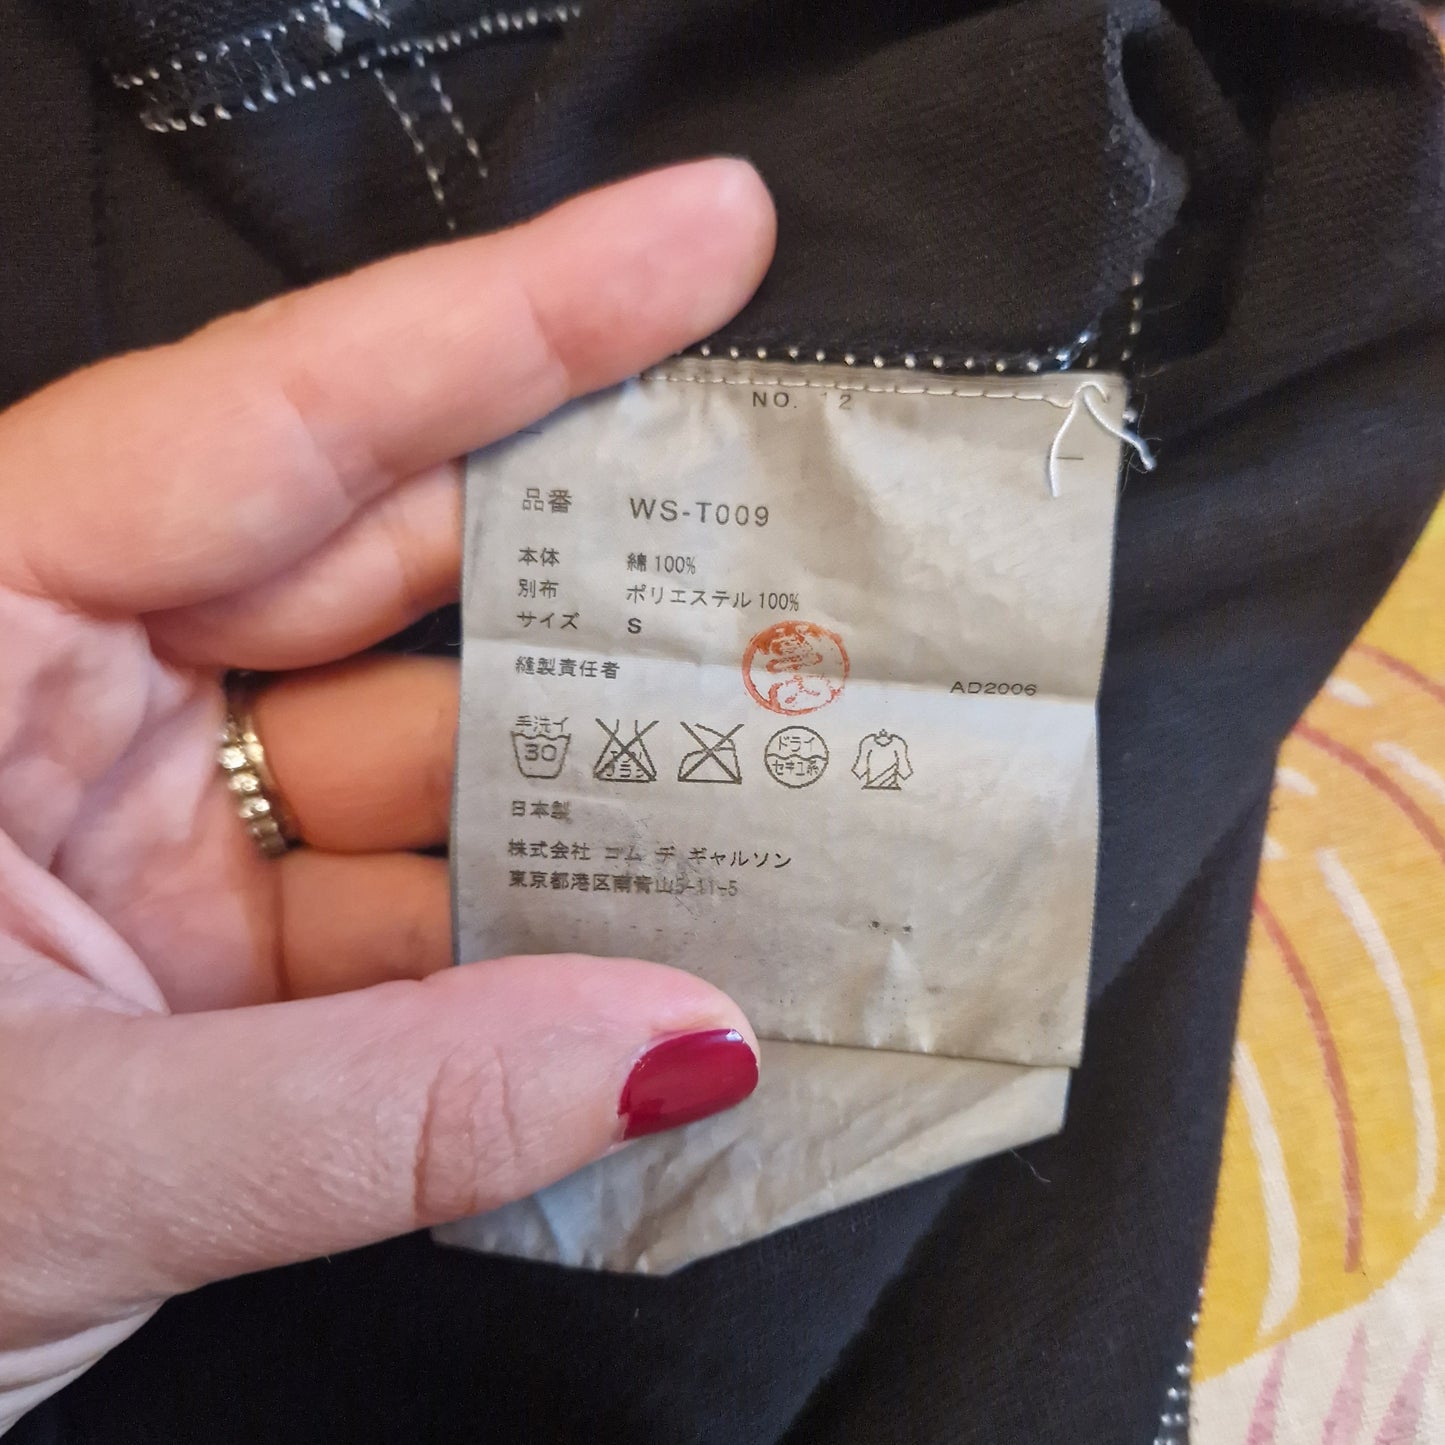 NO. 12
品番 WS-T009
本体 綿 100%
別布 ポリエステル 100%
サイズ S
縫製責任者
AD2006
手洗イ
30
ドライ
セキユ系
日本製
株式会社 コム デ ギャルソン
東京都港区南青山5-11-5